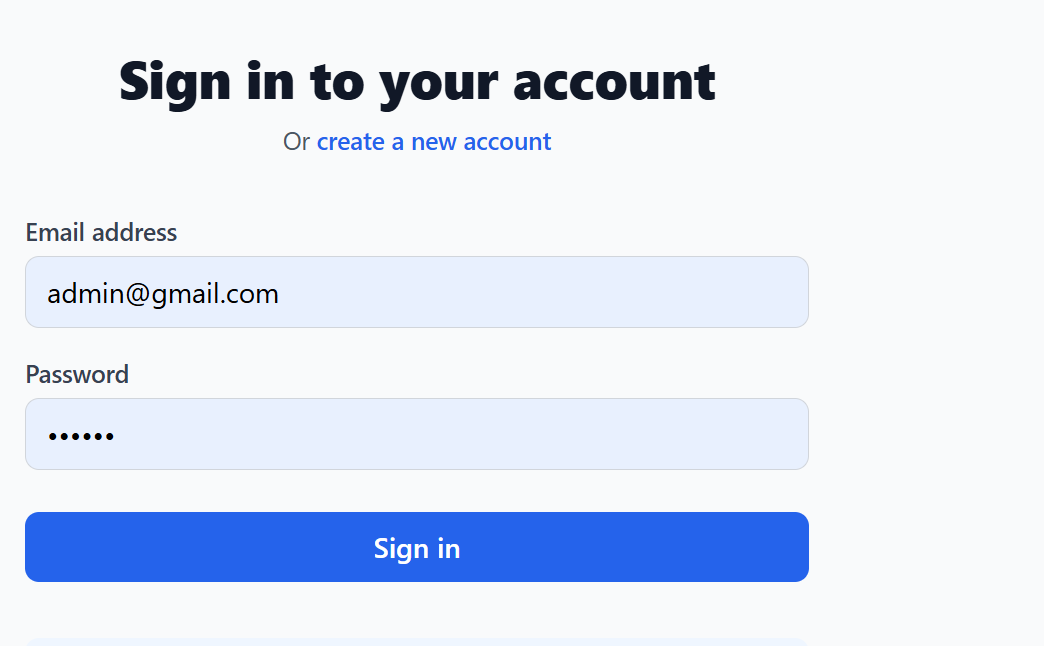 Sign in to your account
Or create a new account
Email address
admin@gmail.com
Password
••••••
Sign in